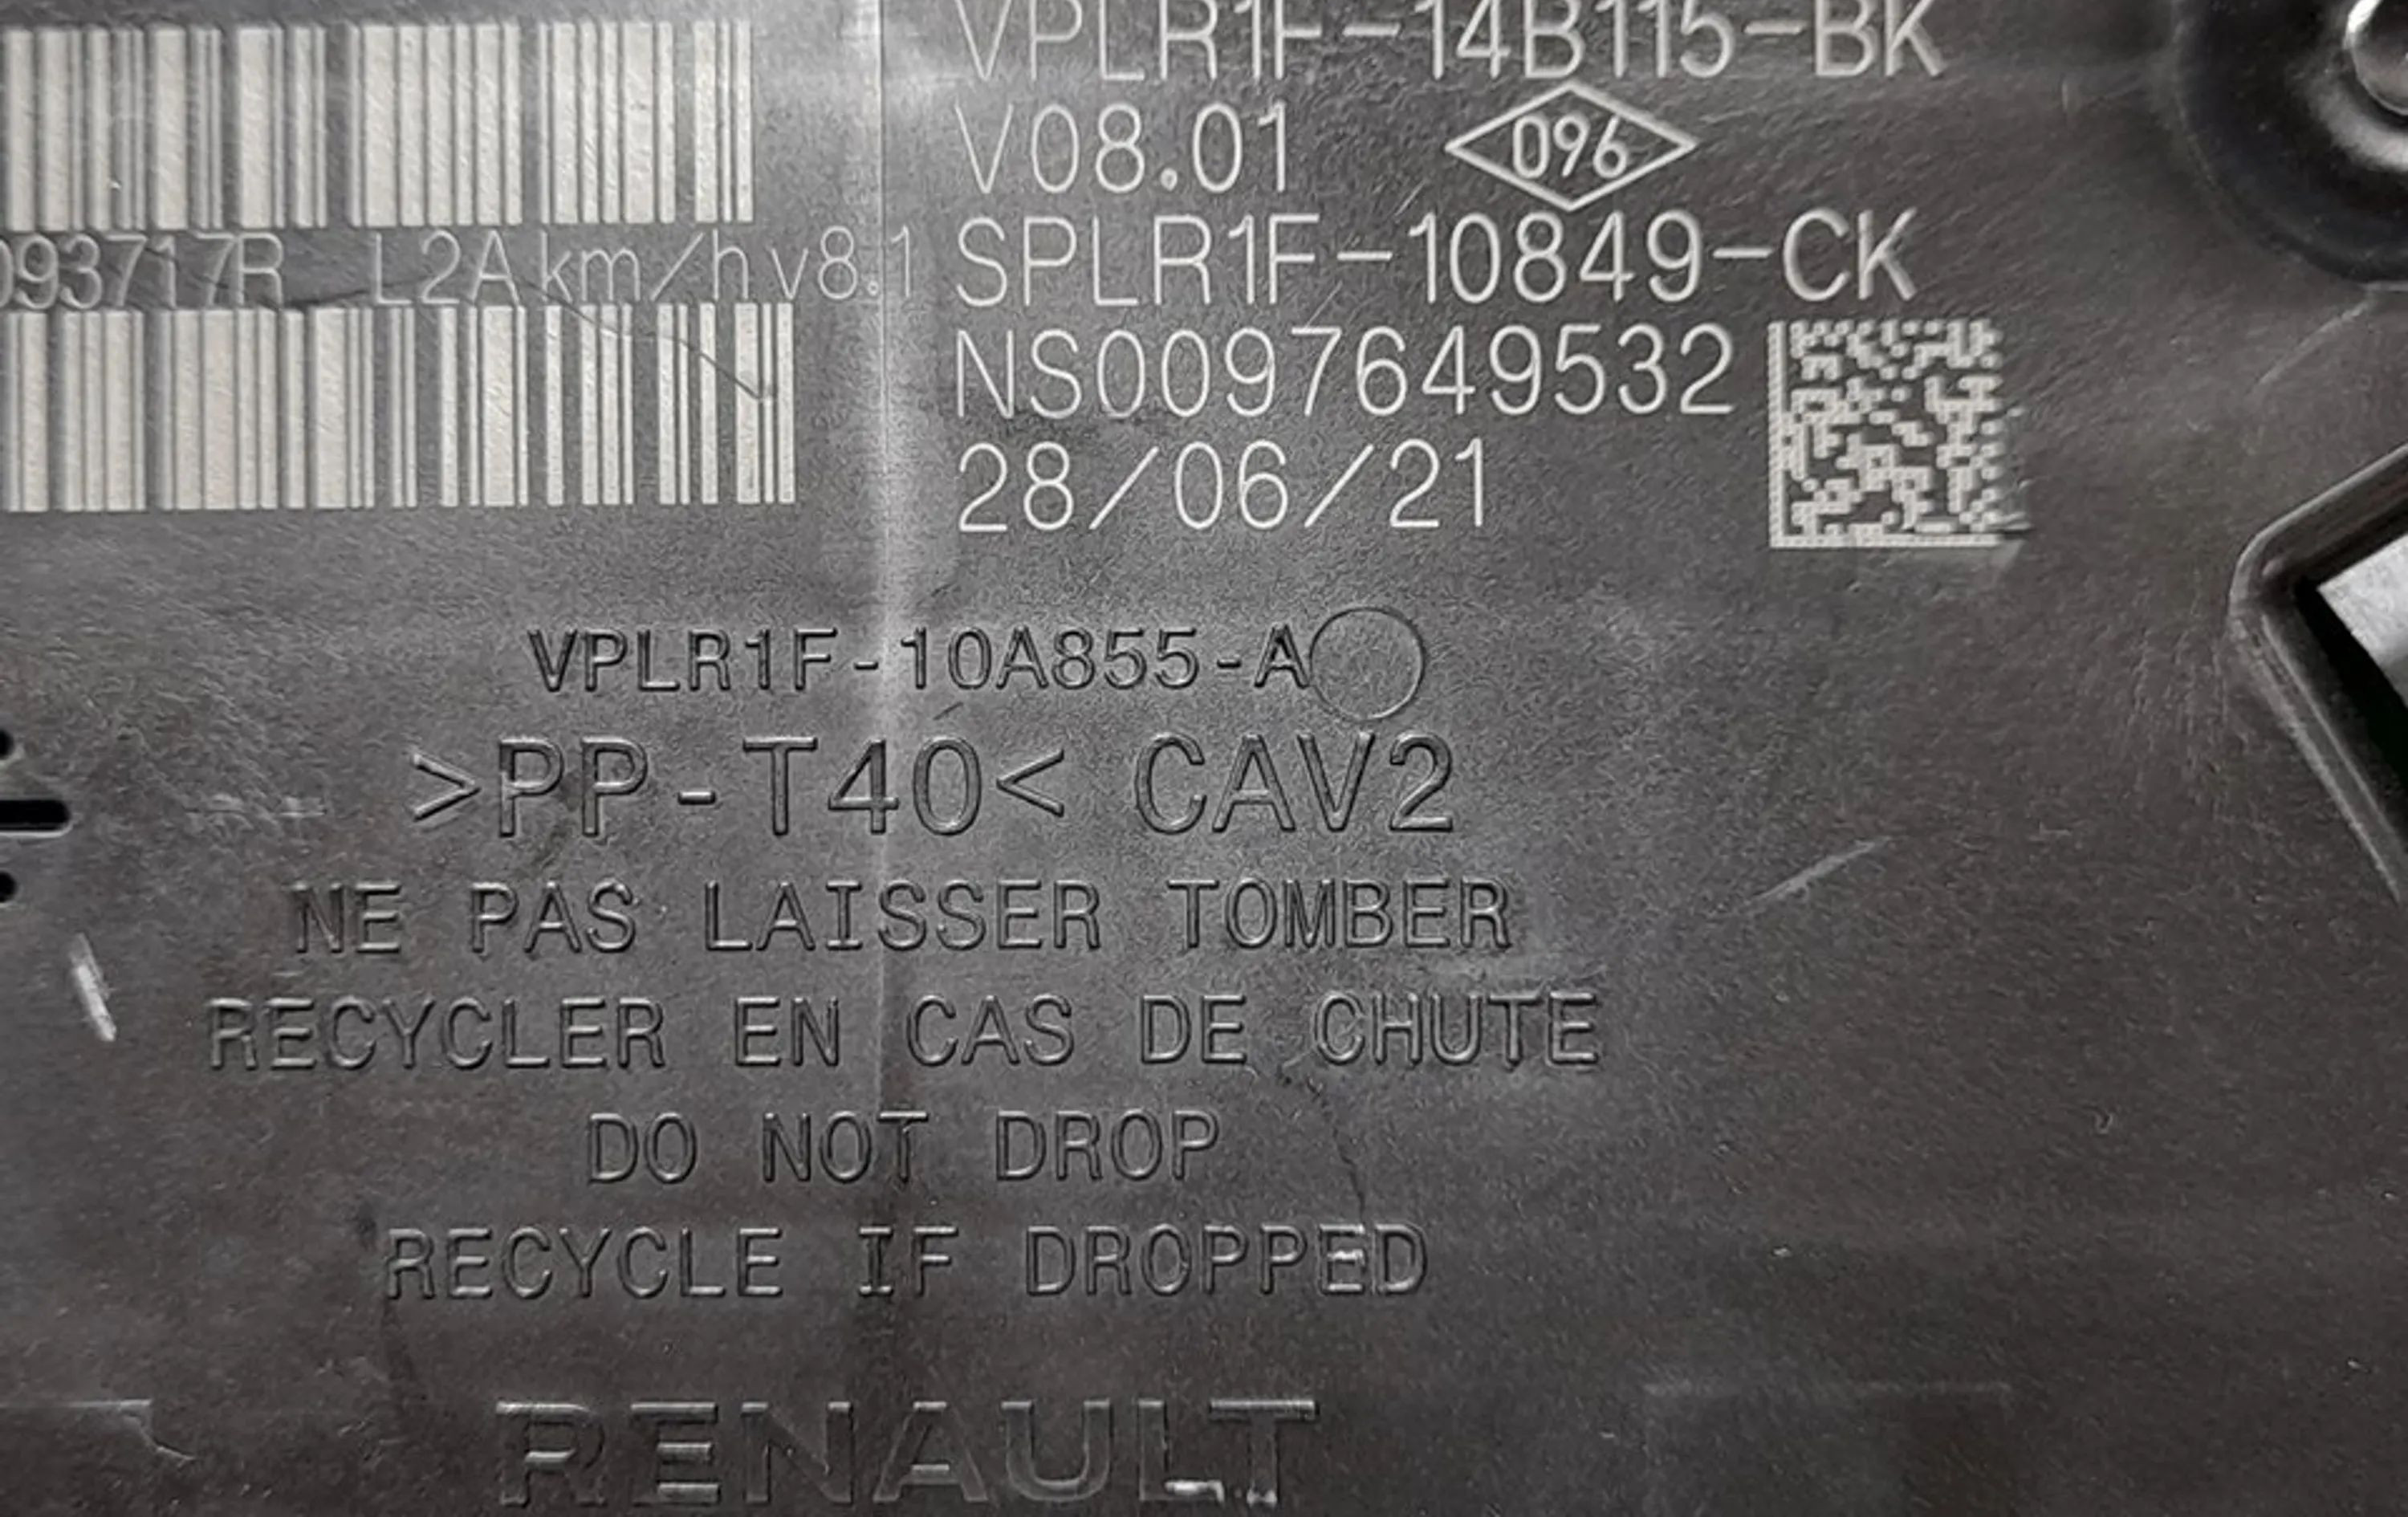 VPLR1F-14B115-BK
V08.01 096
093717R L2A km/h v8.1
SPLR1F-10849-CK
NS0097649532
28/06/21
VPLR1F-10A855-A
>PP-T40< CAV2
NE PAS LAISSER TOMBER
RECYCLER EN CAS DE CHUTE
DO NOT DROP
RECYCLE IF DROPPED
RENAULT